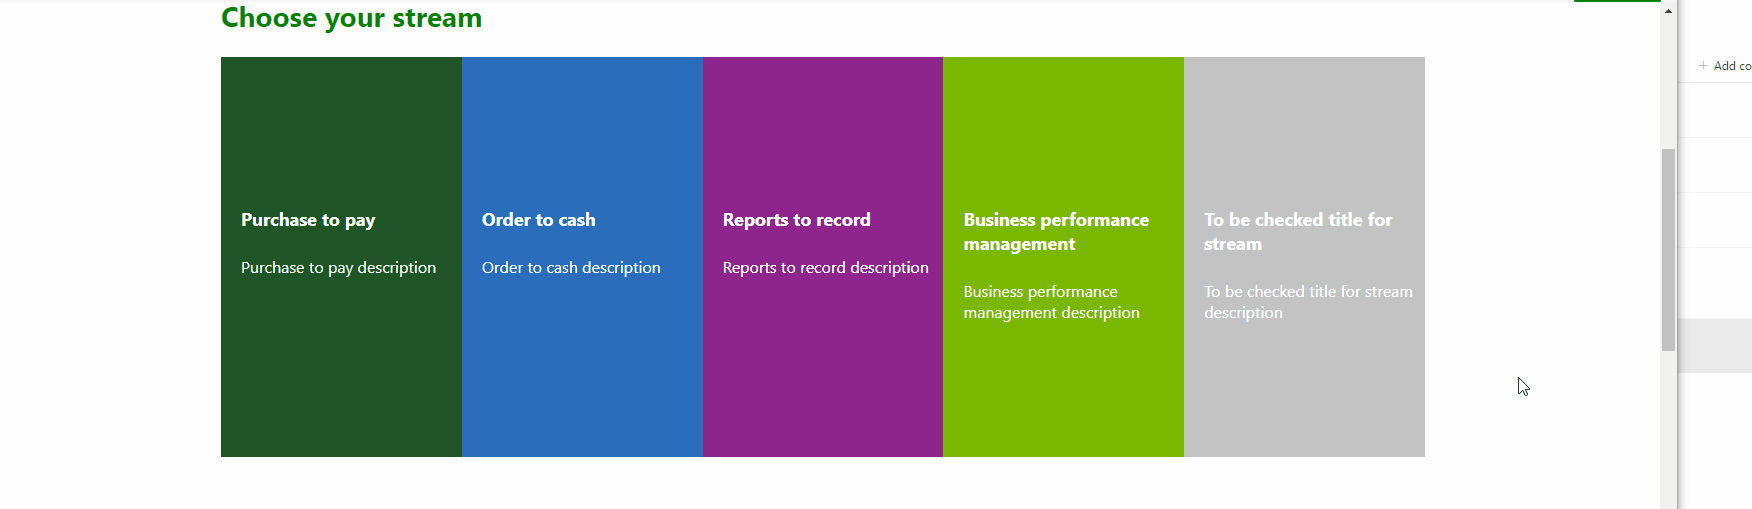 Choose your stream
+ Add co
Purchase to pay
Purchase to pay description
Order to cash
Order to cash description
Reports to record
Reports to record description
Business performance
management
Business performance
management description
To be checked title for
stream
To be checked title for stream
description